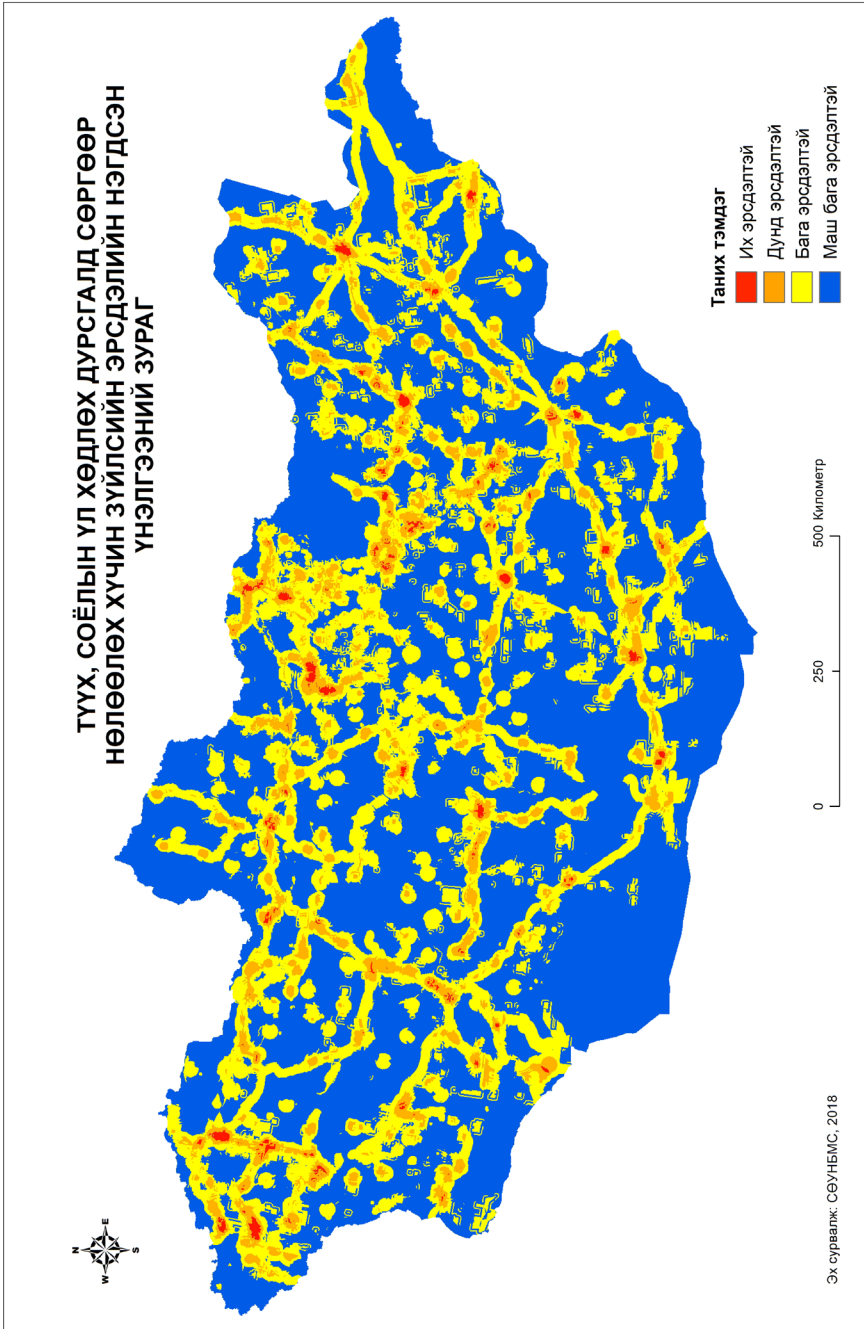 ТҮҮХ, СОЁЛЫН ҮЛ ХӨДЛӨХ ДУРСГАЛД СӨРГӨӨР
НӨЛӨӨЛӨХ ХҮЧИН ЗҮЙЛСИЙН ЭРСДЭЛИЙН НЭГДСЭН
ҮНЭЛГЭЭНИЙ ЗУРАГ
N
W
E
S
Таних тэмдэг
Их эрсдэлтэй
Дунд эрсдэлтэй
Бага эрсдэлтэй
Маш бага эрсдэлтэй
0 250 500 Километр
Эх сурвалж: СӨҮНБМС, 2018